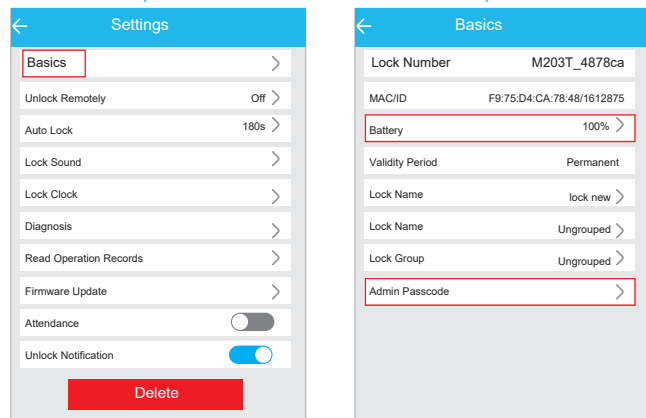 Settings
Basics
Unlock Remotely Off
Auto Lock 180s
Lock Sound
Lock Clock
Diagnosis
Read Operation Records
Firmware Update
Attendance
Unlock Notification
Delete
Basics
Lock Number M203T_4878ca
MAC/ID F9:75:D4:CA:78:48/1612875
Battery 100%
Validity Period Permanent
Lock Name lock new
Lock Name Ungrouped
Lock Group Ungrouped
Admin Passcode